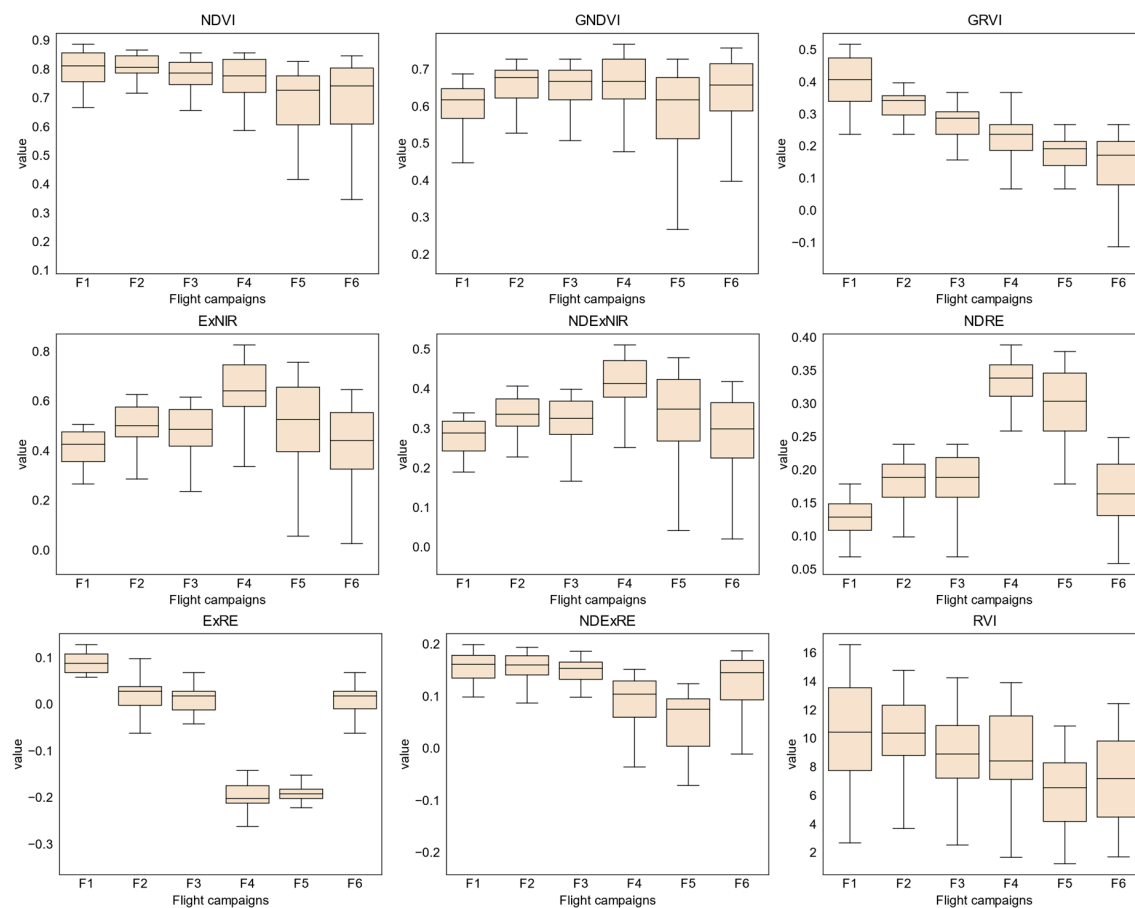 NDVI
0.9
0.8
0.7
0.6
0.5
0.4
0.3
0.2
0.1
value
F1 F2 F3 F4 F5 F6
Flight campaigns
GNDVI
0.7
0.6
0.5
0.4
0.3
0.2
value
F1 F2 F3 F4 F5 F6
Flight campaigns
GRVI
0.5
0.4
0.3
0.2
0.1
0.0
−0.1
value
F1 F2 F3 F4 F5 F6
Flight campaigns
ExNIR
0.8
0.6
0.4
0.2
0.0
value
F1 F2 F3 F4 F5 F6
Flight campaigns
NDExNIR
0.5
0.4
0.3
0.2
0.1
0.0
value
F1 F2 F3 F4 F5 F6
Flight campaigns
NDRE
0.40
0.35
0.30
0.25
0.20
0.15
0.10
0.05
value
F1 F2 F3 F4 F5 F6
Flight campaigns
ExRE
0.1
0.0
−0.1
−0.2
−0.3
value
F1 F2 F3 F4 F5 F6
Flight campaigns
NDExRE
0.2
0.1
0.0
−0.1
−0.2
value
F1 F2 F3 F4 F5 F6
Flight campaigns
RVI
16
14
12
10
8
6
4
2
value
F1 F2 F3 F4 F5 F6
Flight campaigns